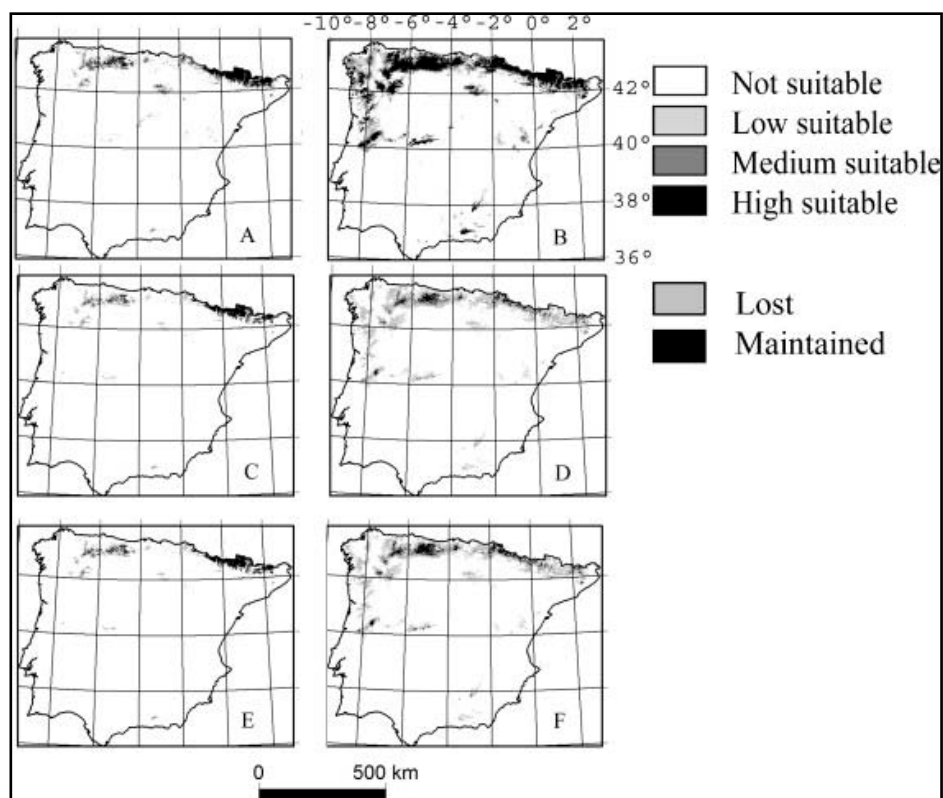 -10°-8°-6°-4°-2° 0° 2°
42°
40°
38°
36°
A
B
Not suitable
Low suitable
Medium suitable
High suitable
C
D
Lost
Maintained
E
F
0 500 km